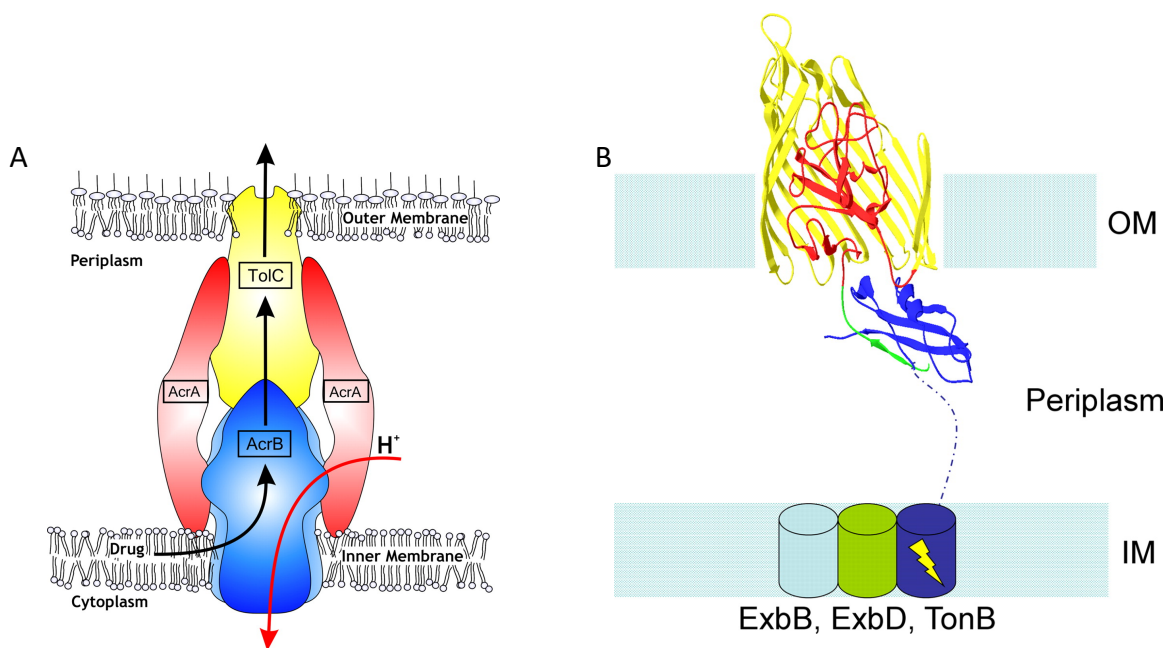 A
Outer Membrane
Periplasm
TolC
AcrA
AcrA
AcrB
H+
Drug
Inner Membrane
Cytoplasm
B
OM
Periplasm
IM
ExbB, ExbD, TonB